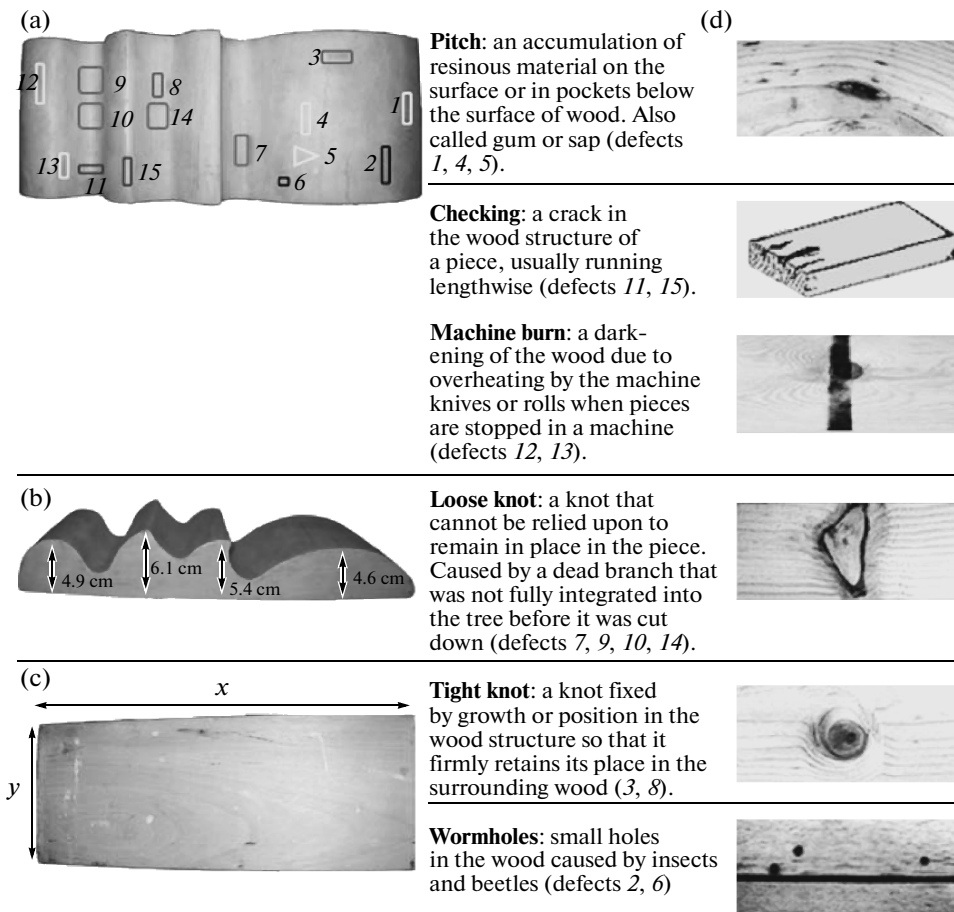 (a)
3
12
9
8
1
10
14
4
7
5
2
13
11
15
6
Pitch: an accumulation of
resinous material on the
surface or in pockets below
the surface of wood. Also
called gum or sap (defects
1, 4, 5).
(d)
Checking: a crack in
the wood structure of
a piece, usually running
lengthwise (defects 11, 15).
Machine burn: a dark-
ening of the wood due to
overheating by the machine
knives or rolls when pieces
are stopped in a machine
(defects 12, 13).
(b)
4.9 cm
6.1 cm
5.4 cm
4.6 cm
Loose knot: a knot that
cannot be relied upon to
remain in place in the piece.
Caused by a dead branch that
was not fully integrated into
the tree before it was cut
down (defects 7, 9, 10, 14).
(c)
x
y
Tight knot: a knot fixed
by growth or position in the
wood structure so that it
firmly retains its place in the
surrounding wood (3, 8).
Wormholes: small holes
in the wood caused by insects
and beetles (defects 2, 6)